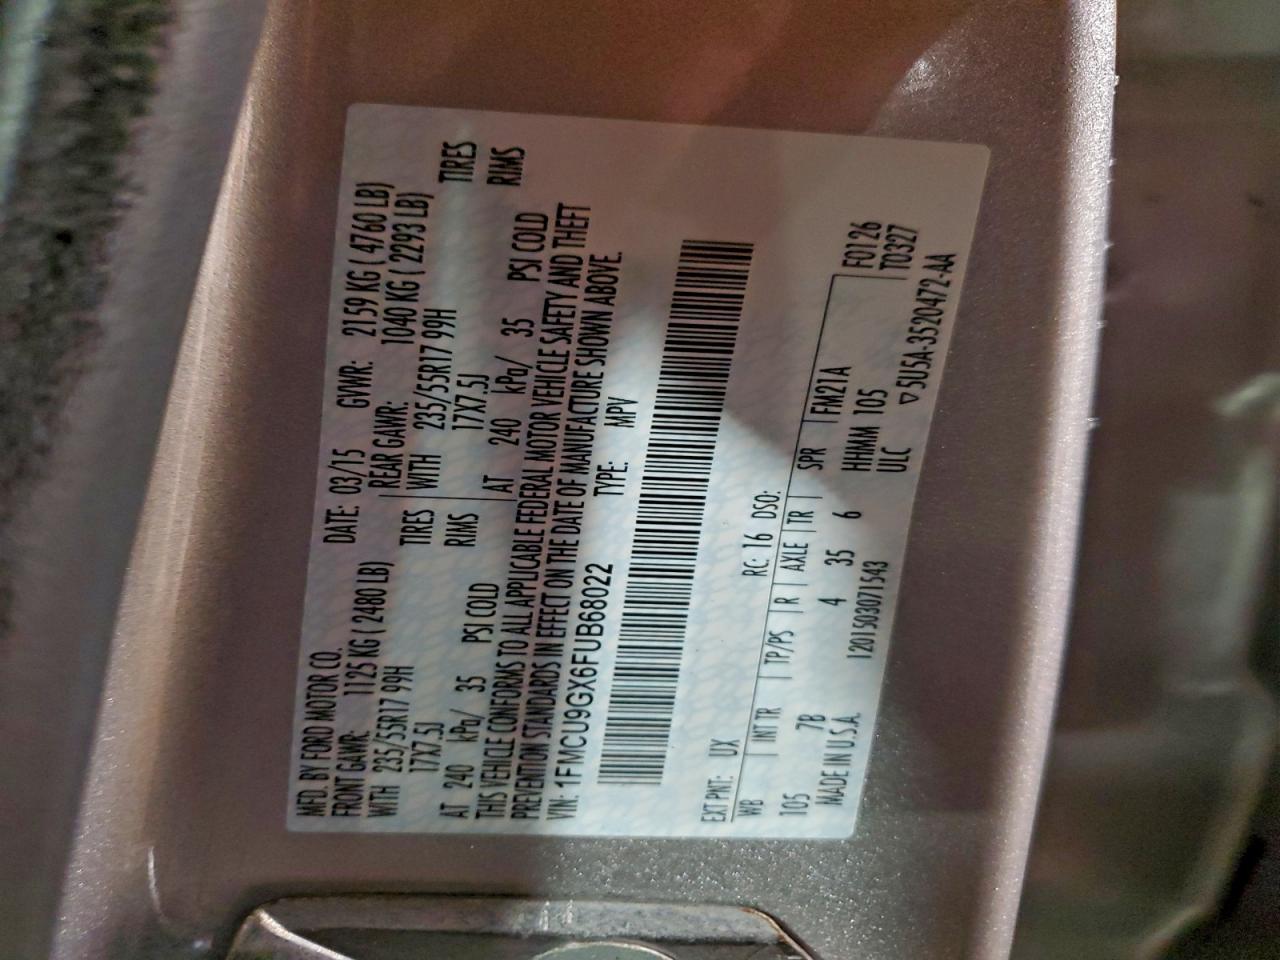 MFD. BY FORD MOTOR CO. DATE: 03/15 GVWR: 2159 KG ( 4760 LB)
FRONT GAWR: 1125 KG ( 2480 LB) REAR GAWR: 1040 KG ( 2293 LB)
WITH 235/55R17 99H TIRES WITH 235/55R17 99H TIRES
17X7.5J RIMS 17X7.5J RIMS
AT 240 kPa/ 35 PSI COLD AT 240 kPa/ 35 PSI COLD
THIS VEHICLE CONFORMS TO ALL APPLICABLE FEDERAL MOTOR VEHICLE SAFETY AND THEFT
PREVENTION STANDARDS IN EFFECT ON THE DATE OF MANUFACTURE SHOWN ABOVE.
VIN: 1FMCU9GX6FUB68022 TYPE: MPV
EXT PNT: UX RC: 16 DSO:
WB INT TR TP/PS R AXLE TR SPR FM21A F0126
105 7B 4 35 6 HHMM 105 T0327
MADE IN U.S.A. 1201503071543 ULC ▽ 5U5A-3520472-AA